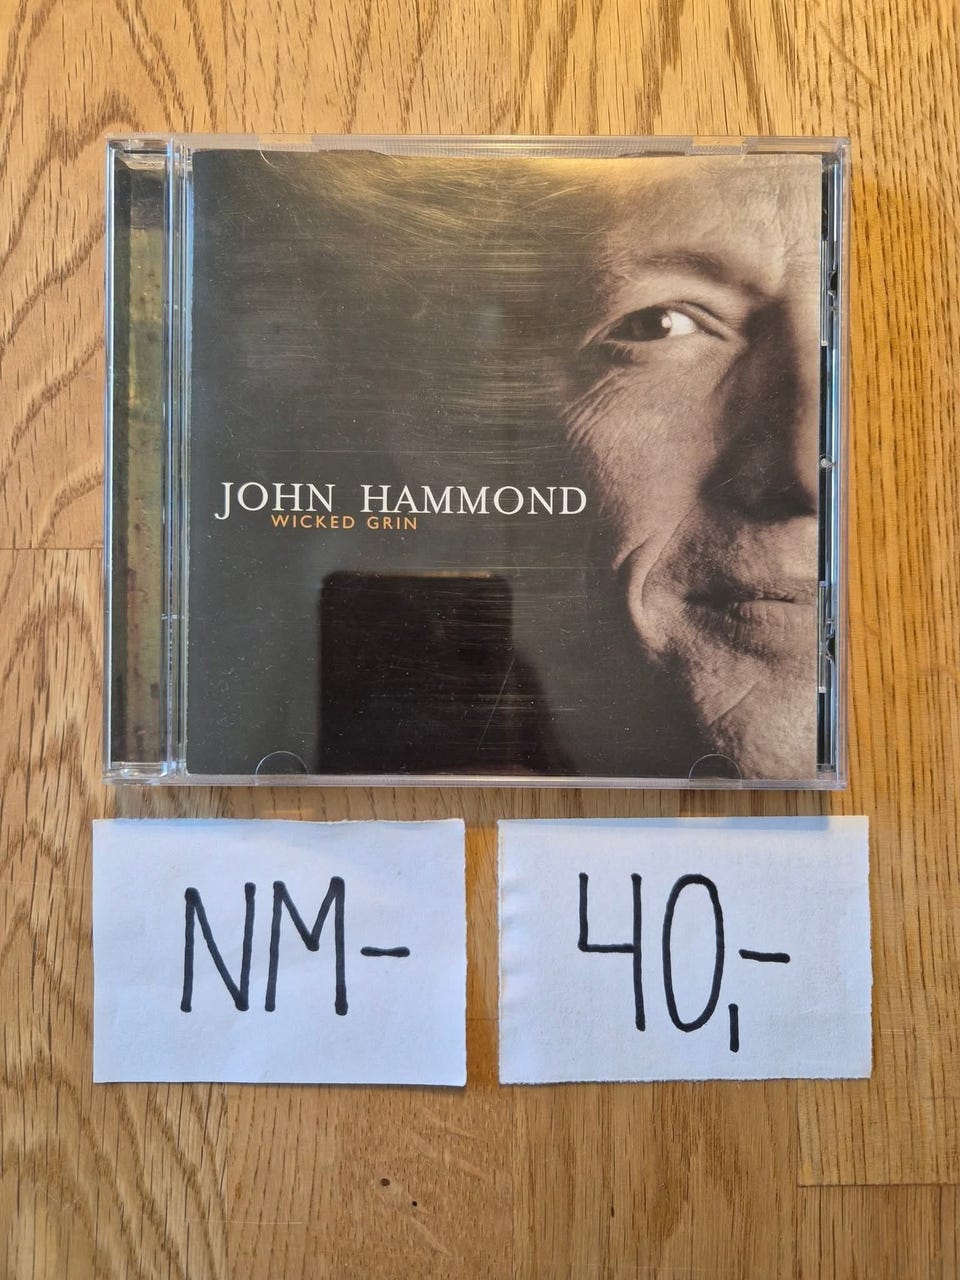 JOHN HAMMOND
WICKED GRIN
NM-
40,-